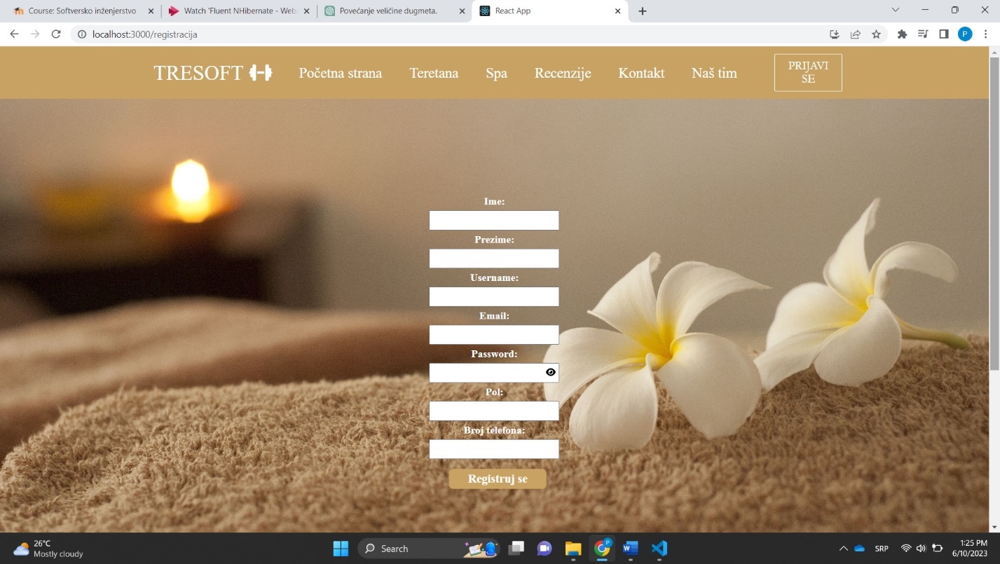 Course: Softversko inženjerstvo
Watch 'Fluent NHibernate - Web
Povećanje veličine dugmeta.
React App
localhost:3000/registracija
P
TRESOFT
Početna strana
Teretana
Spa
Recenzije
Kontakt
Naš tim
PRIJAVI
SE
Ime:
Prezime:
Username:
Email:
Password:
Pol:
Broj telefona:
Registruj se
26°C
Mostly cloudy
Search
P
W
SRP
1:25 PM
6/10/2023